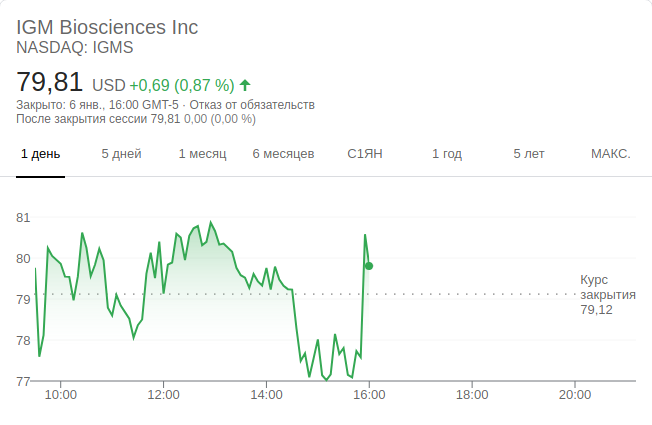 IGM Biosciences Inc
NASDAQ: IGMS
79,81 USD +0,69 (0,87 %)
Закрыто: 6 янв., 16:00 GMT-5 · Отказ от обязательств
После закрытия сессии 79,81 0,00 (0,00 %)
1 день 5 дней 1 месяц 6 месяцев С1ЯН 1 год 5 лет МАКС.
81
80
79
78
77
Курс
закрытия
79,12
10:00 12:00 14:00 16:00 18:00 20:00